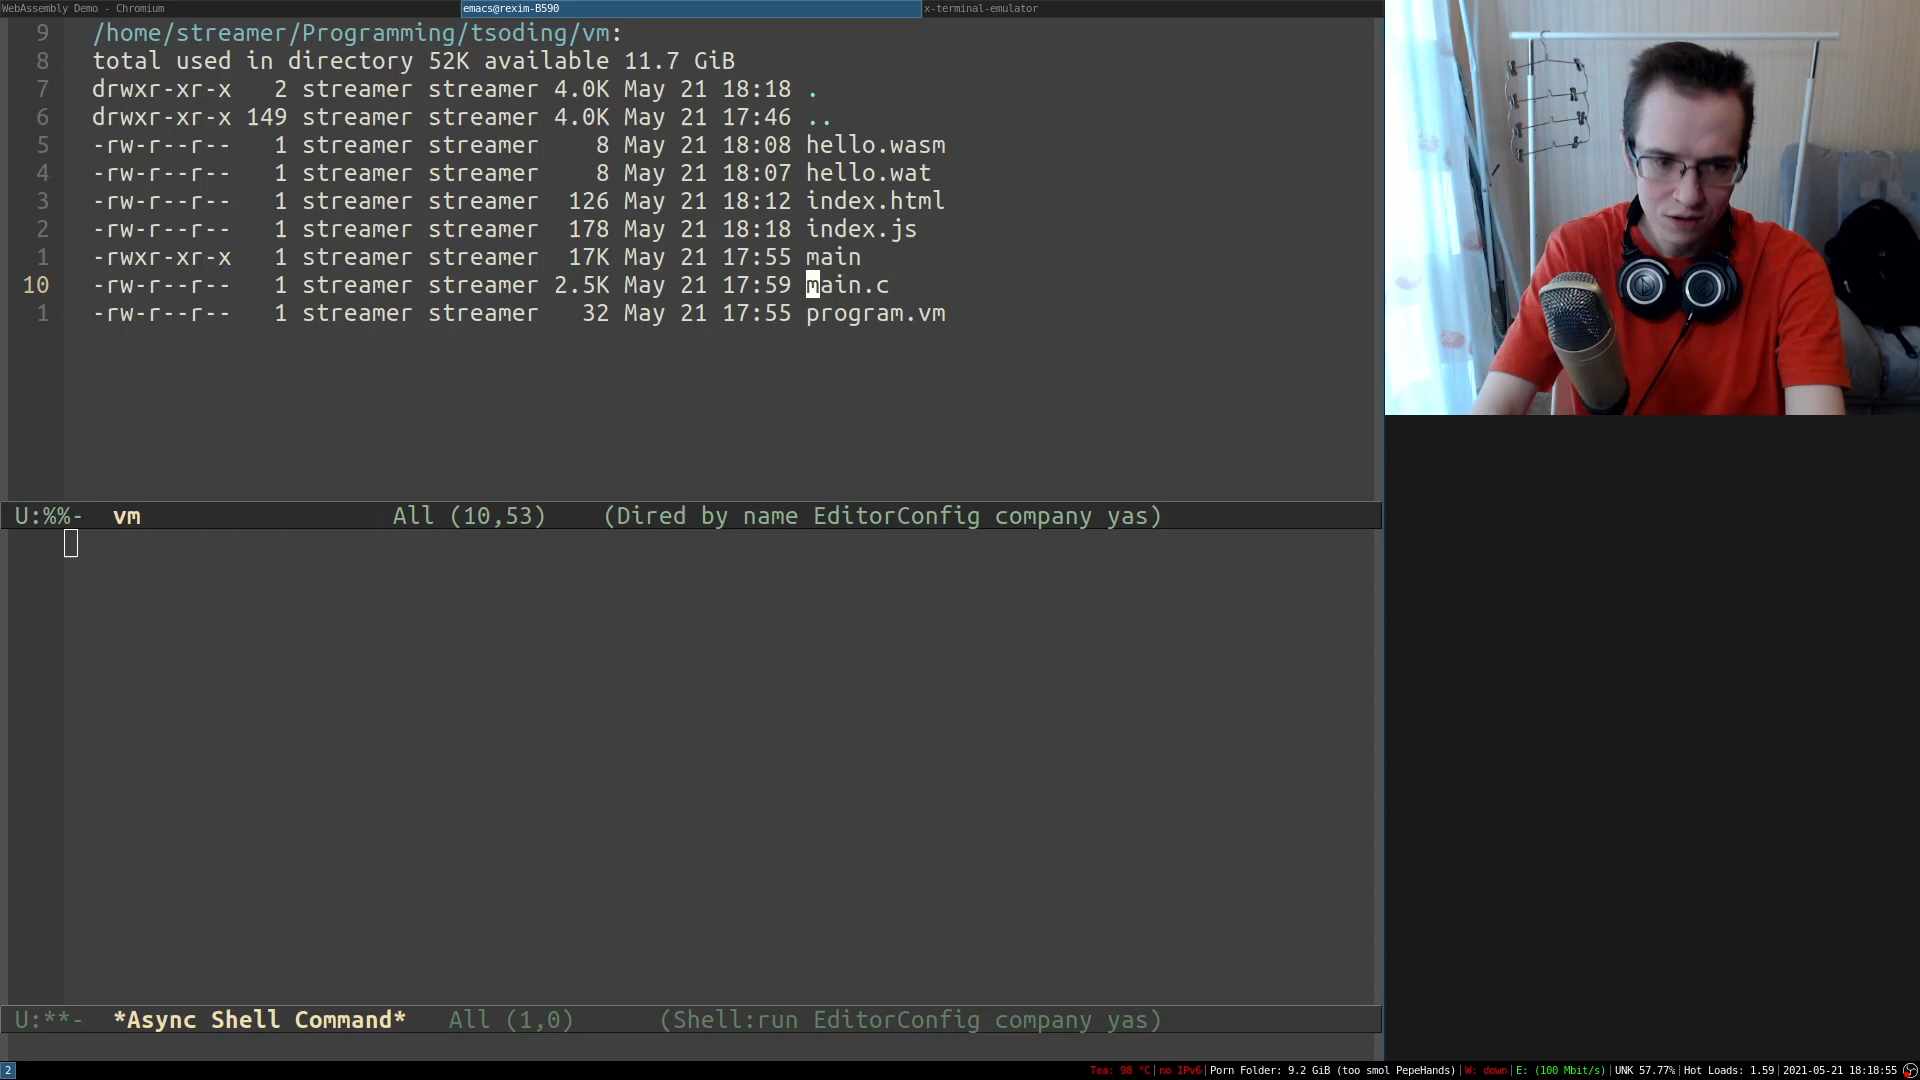 WebAssembly Demo - Chromium
emacs@rexim-B590
x-terminal-emulator
9 /home/streamer/Programming/tsoding/vm:
8 total used in directory 52K available 11.7 GiB
7 drwxr-xr-x 2 streamer streamer 4.0K May 21 18:18 .
6 drwxr-xr-x 149 streamer streamer 4.0K May 21 17:46 ..
5 -rw-r--r-- 1 streamer streamer 8 May 21 18:08 hello.wasm
4 -rw-r--r-- 1 streamer streamer 8 May 21 18:07 hello.wat
3 -rw-r--r-- 1 streamer streamer 126 May 21 18:12 index.html
2 -rw-r--r-- 1 streamer streamer 178 May 21 18:18 index.js
1 -rwxr-xr-x 1 streamer streamer 17K May 21 17:55 main
10 -rw-r--r-- 1 streamer streamer 2.5K May 21 17:59 main.c
1 -rw-r--r-- 1 streamer streamer 32 May 21 17:55 program.vm
U:%%- vm All (10,53) (Dired by name EditorConfig company yas)
U:**- *Async Shell Command* All (1,0) (Shell:run EditorConfig company yas)
2
Tea: 98 °C|no IPv6|Porn Folder: 9.2 GiB (too smol PepeHands)|W: down|E: (100 Mbit/s)|UNK 57.77%|Hot Loads: 1.59|2021-05-21 18:18:55